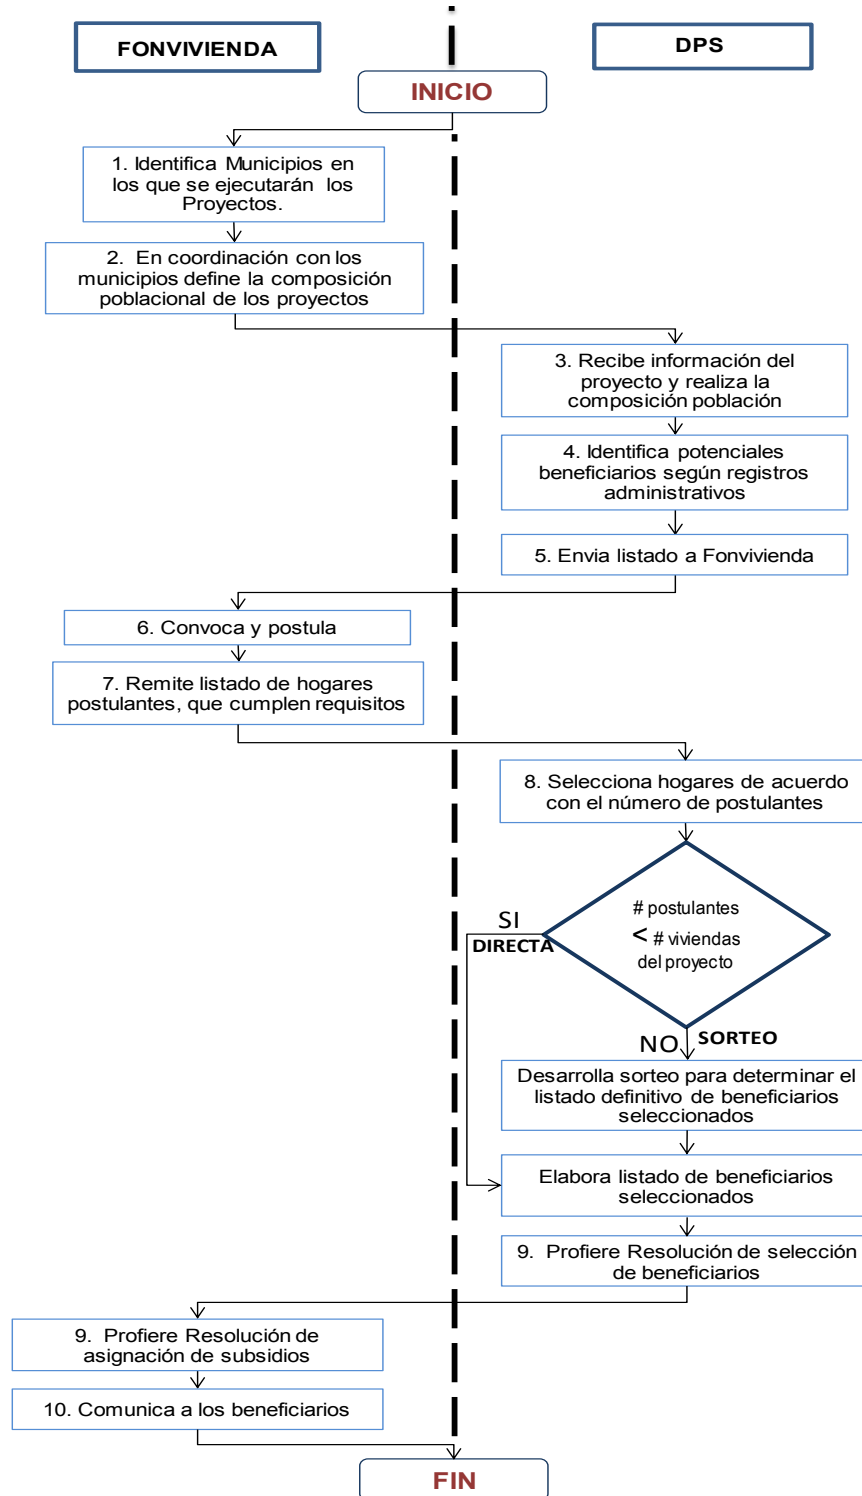 FONVIVIENDA
DPS
INICIO
1. Identifica Municipios en
los que se ejecutarán los
Proyectos.
2. En coordinación con los
municipios define la composición
poblacional de los proyectos
3. Recibe información del
proyecto y realiza la
composición población
4. Identifica potenciales
beneficiarios según registros
administrativos
5. Envia listado a Fonvivienda
6. Convoca y postula
7. Remite listado de hogares
postulantes, que cumplen requisitos
8. Selecciona hogares de acuerdo
con el número de postulantes
# postulantes
< # viviendas
del proyecto
SI
DIRECTA
NO SORTEO
Desarrolla sorteo para determinar el
listado definitivo de beneficiarios
seleccionados
Elabora listado de beneficiarios
seleccionados
9. Profiere Resolución de selección
de beneficiarios
9. Profiere Resolución de
asignación de subsidios
10. Comunica a los beneficiarios
FIN